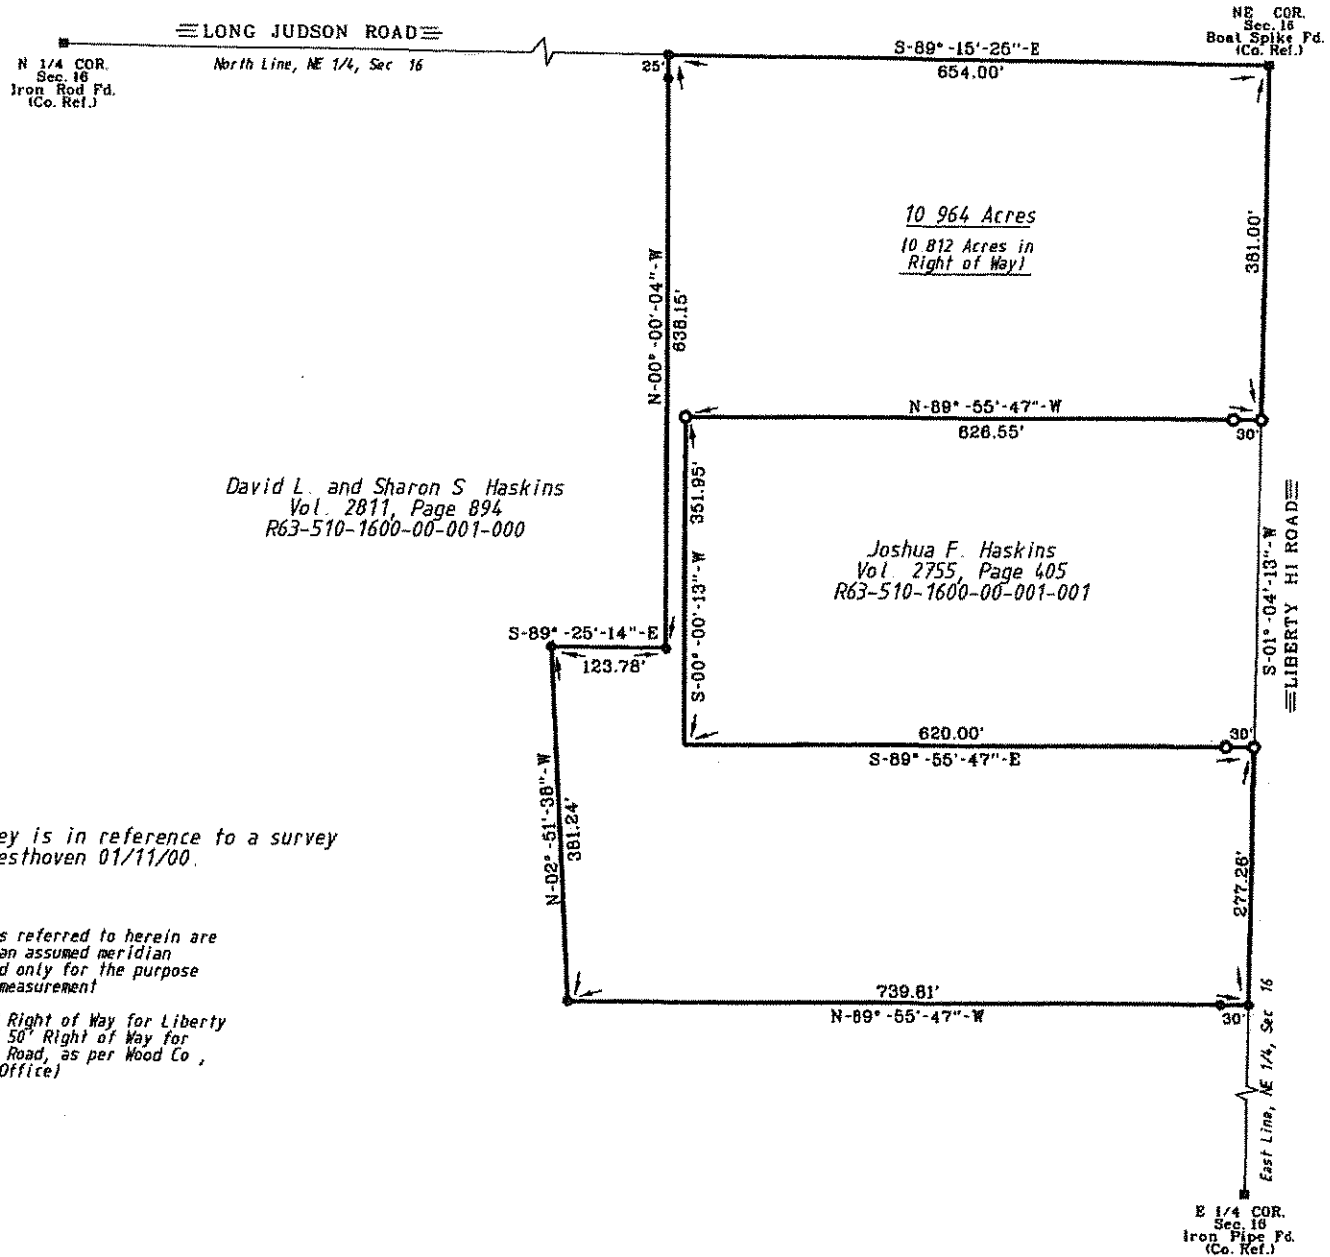 LONG JUDSON ROAD
North Line, NE 1/4, Sec 16
N 1/4 COR.
Sec. 16
Iron Rod Fd.
(Co. Ref.)
NE COR.
Sec. 16
Boat Spike Fd.
(Co. Ref.)
25'
S-89°-15'-25"-E
654.00'
10 964 Acres
(0 812 Acres in
Right of Way)
381.00'
N-00°-00'-04"-W
638.15'
N-89°-55'-47"-W
626.55'
30'
David L. and Sharon S Haskins
Vol. 2811, Page 894
R63-510-1600-00-001-000
351.95'
S-00°-00'-13"-W
Joshua F. Haskins
Vol 2755, Page 405
R63-510-1600-00-001-001
S-01°-04'-13"-W
LIBERTY HI ROAD
S-89°-25'-14"-E
123.78'
620.00'
S-89°-55'-47"-E
30'
N-02°-51'-38"-W
381.24'
277.26'
ey is in reference to a survey
esthoven 01/11/00.
s referred to herein are
an assumed meridian
d only for the purpose
measurement
Right of Way for Liberty
50' Right of Way for
Road, as per Wood Co ,
Office)
739.81'
N-89°-55'-47"-W
30'
East Line, NE 1/4, Sec 16
E 1/4 COR.
Sec. 16
Iron Pipe Fd.
(Co. Ref.)